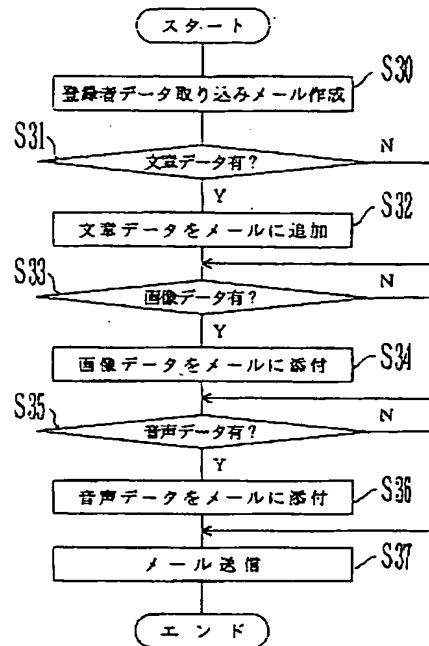 スタート
S30
登録者データ取り込みメール作成
S31
文章データ有?
N
Y
S32
文章データをメールに追加
S33
画像データ有?
N
Y
S34
画像データをメールに添付
S35
音声データ有?
N
Y
S36
音声データをメールに添付
S37
メール送信
エンド